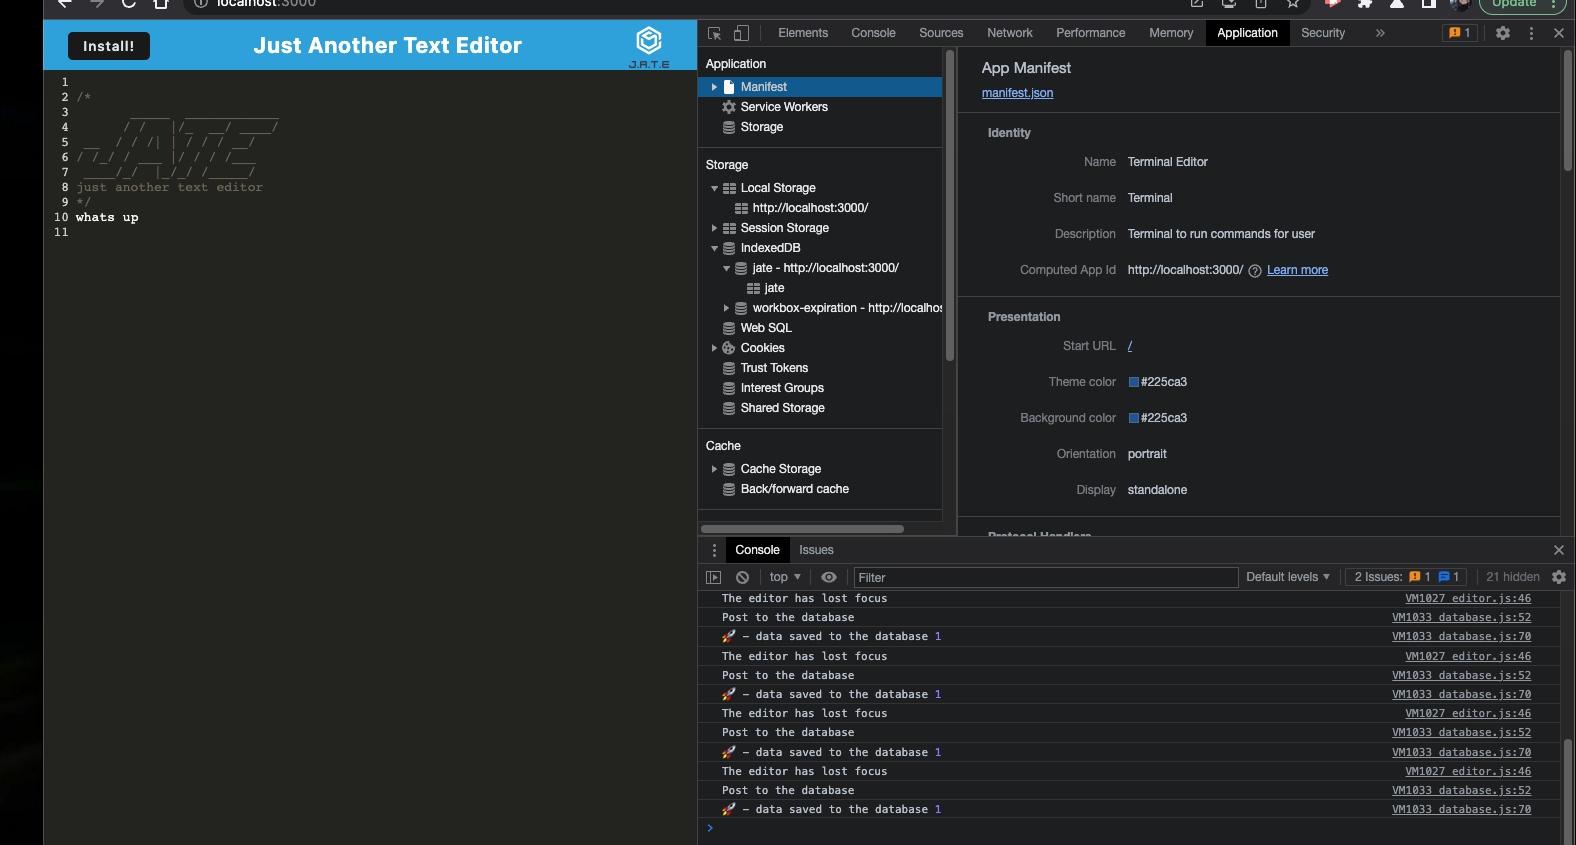 localhost:3000
Update
Install!
Just Another Text Editor
J.A.T.E
1
2 /*
3         _____  ____________
4        / /   |/_  __/ ____/
5   __  / / /| | / / / __/
6 / /_/ / ___ |/ / / /___
7  ____/_/  |_/_/ /_____/
8 just another text editor
9 */
10 whats up
11
Elements Console Sources Network Performance Memory Application Security » 1
Application
Manifest
Service Workers
Storage
Storage
Local Storage
http://localhost:3000/
Session Storage
IndexedDB
jate - http://localhost:3000/
jate
workbox-expiration - http://localhos
Web SQL
Cookies
Trust Tokens
Interest Groups
Shared Storage
Cache
Cache Storage
Back/forward cache
App Manifest
manifest.json
Identity
Name Terminal Editor
Short name Terminal
Description Terminal to run commands for user
Computed App Id http://localhost:3000/ ? Learn more
Presentation
Start URL /
Theme color #225ca3
Background color #225ca3
Orientation portrait
Display standalone
Protocol Handlers
Console Issues
top Filter Default levels 2 Issues: 1 1 21 hidden
The editor has lost focus VM1027 editor.js:46
Post to the database VM1033 database.js:52
🚀 – data saved to the database 1 VM1033 database.js:70
The editor has lost focus VM1027 editor.js:46
Post to the database VM1033 database.js:52
🚀 – data saved to the database 1 VM1033 database.js:70
The editor has lost focus VM1027 editor.js:46
Post to the database VM1033 database.js:52
🚀 – data saved to the database 1 VM1033 database.js:70
The editor has lost focus VM1027 editor.js:46
Post to the database VM1033 database.js:52
🚀 – data saved to the database 1 VM1033 database.js:70
>